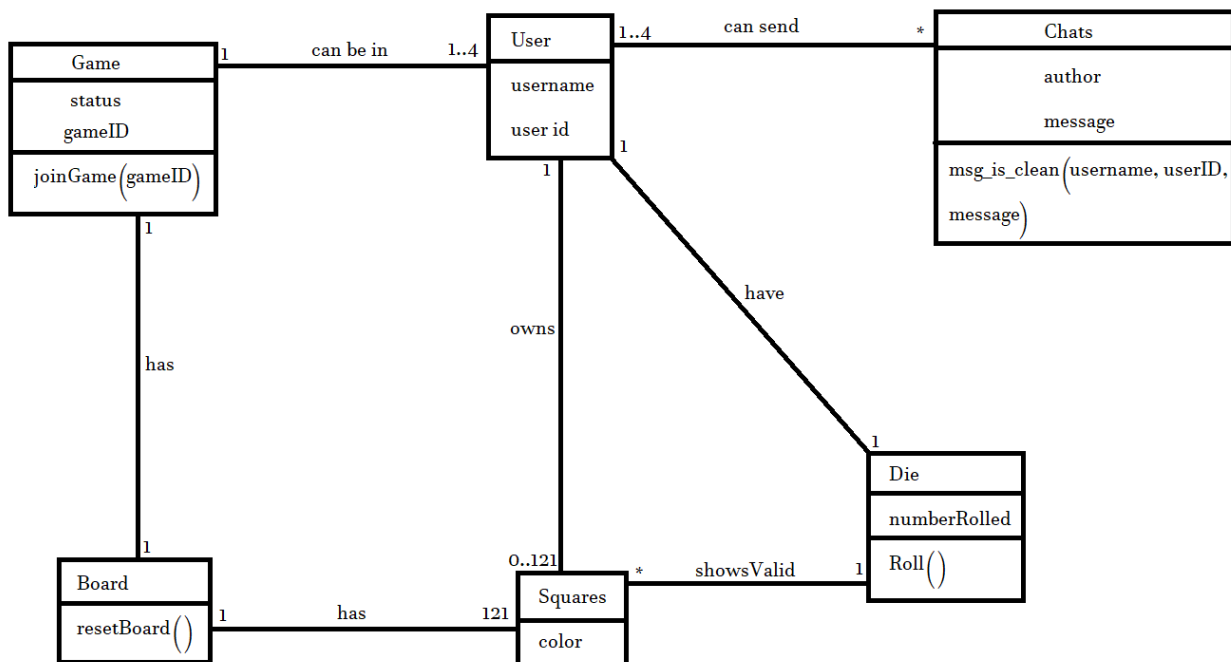 Game
status
gameID
joinGame(gameID)
1
can be in
1..4
User
username
user id
1..4
can send
*
Chats
author
message
msg_is_clean(username, userID,
message)
1
has
1
1
owns
0..121
1
have
1
Die
numberRolled
Roll()
Board
resetBoard()
1
has
121
Squares
color
*
showsValid
1